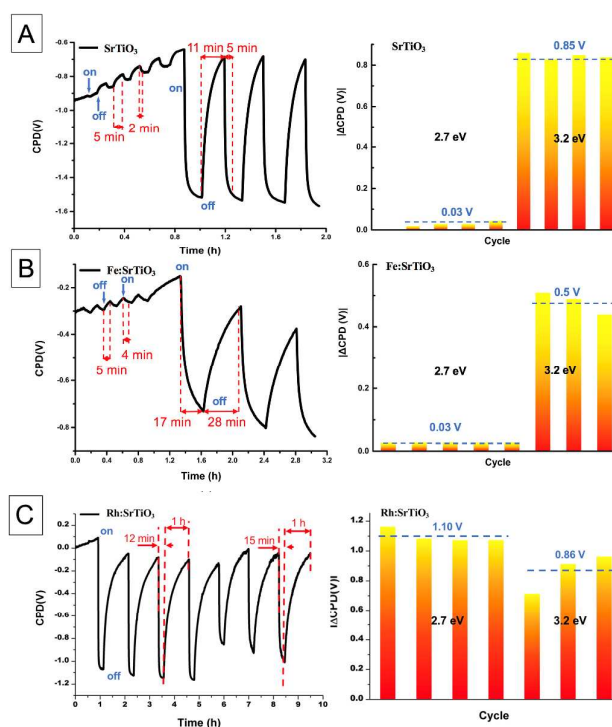 A
SrTiO₃
11 min 5 min
on
on
off
2 min
5 min
off
CPD(V)
-0.6
-0.8
-1.0
-1.2
-1.4
-1.6
0.0 0.4 0.8 1.2 1.6 2.0
Time (h)
SrTiO₃
0.85 V
2.7 eV
3.2 eV
0.03 V
|ΔCPD (V)|
0.8
0.6
0.4
0.2
0.0
Cycle
B
Fe:SrTiO₃
on
off on
4 min
5 min
off
17 min 28 min
CPD(V)
-0.2
-0.4
-0.6
-0.8
0.0 0.4 0.8 1.2 1.6 2.0 2.4 2.8 3.2
Time (h)
Fe:SrTiO₃
0.5 V
2.7 eV
3.2 eV
0.03 V
|ΔCPD(V)|
0.6
0.4
0.2
0.0
Cycle
C
Rh:SrTiO₃
1 h
1 h
on
12 min
15 min
off
CPD(V)
0.2
0.0
-0.2
-0.4
-0.6
-0.8
-1.0
-1.2
0 1 2 3 4 5 6 7 8 9 10
Time (h)
Rh:SrTiO₃
1.10 V
0.86 V
2.7 eV
3.2 eV
IΔCPD(V)I
1.2
1.0
0.8
0.6
0.4
0.2
0.0
Cycle